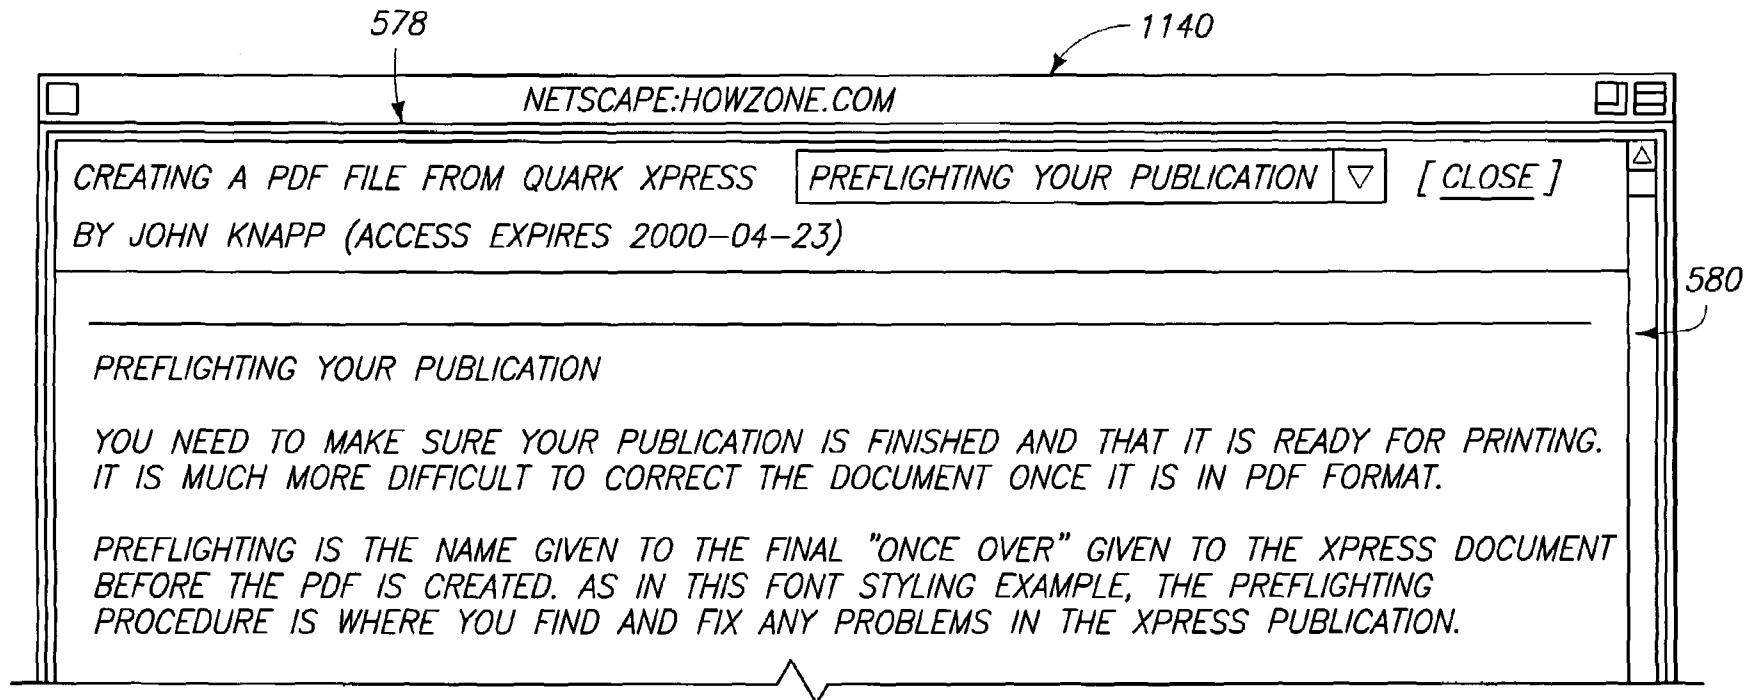 578
1140
NETSCAPE:HOWZONE.COM
CREATING A PDF FILE FROM QUARK XPRESS PREFLIGHTING YOUR PUBLICATION [CLOSE]
BY JOHN KNAPP (ACCESS EXPIRES 2000-04-23)
580
PREFLIGHTING YOUR PUBLICATION
YOU NEED TO MAKE SURE YOUR PUBLICATION IS FINISHED AND THAT IT IS READY FOR PRINTING.
IT IS MUCH MORE DIFFICULT TO CORRECT THE DOCUMENT ONCE IT IS IN PDF FORMAT.
PREFLIGHTING IS THE NAME GIVEN TO THE FINAL "ONCE OVER" GIVEN TO THE XPRESS DOCUMENT
BEFORE THE PDF IS CREATED. AS IN THIS FONT STYLING EXAMPLE, THE PREFLIGHTING
PROCEDURE IS WHERE YOU FIND AND FIX ANY PROBLEMS IN THE XPRESS PUBLICATION.